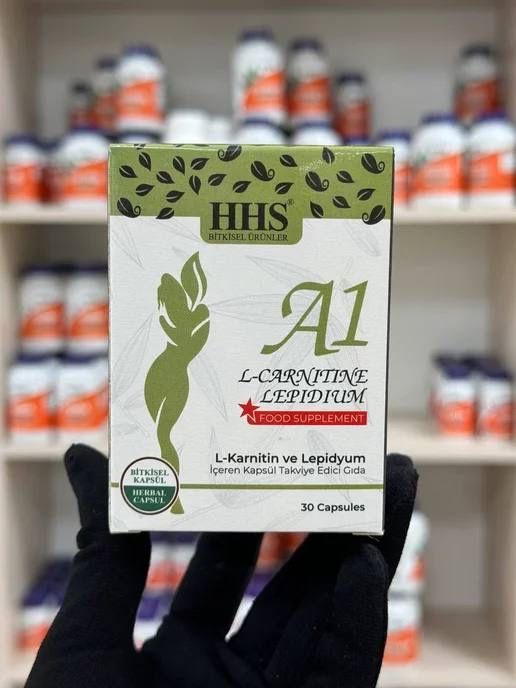 HHS®
BİTKİSEL ÜRÜNLER
A1
L-CARNITINE
LEPIDIUM
FOOD SUPPLEMENT
L-Karnitin ve Lepidyum
İçeren Kapsül Takviye Edici Gıda
BİTKİSEL
KAPSÜL
HERBAL
CAPSUL
30 Capsules